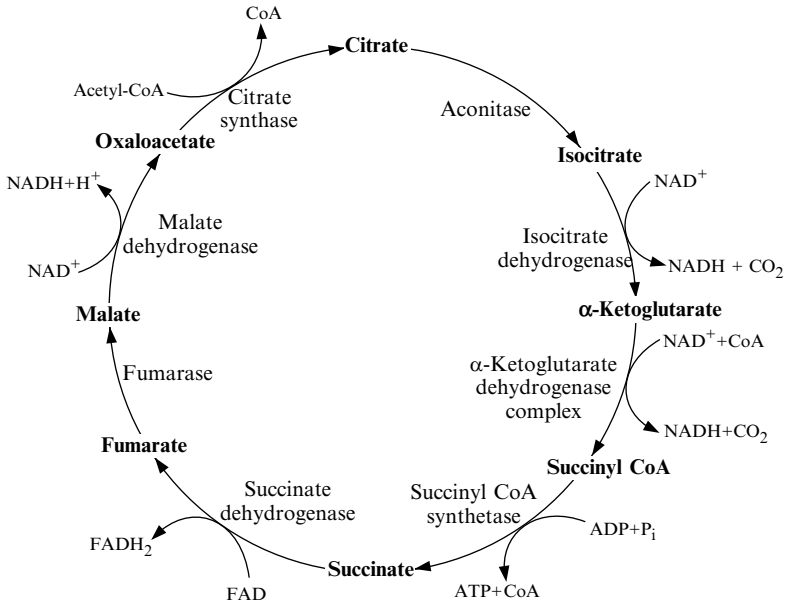 CoA
Citrate
Acetyl-CoA
Citrate
synthase
Aconitase
Oxaloacetate
Isocitrate
NADH+H⁺
NAD⁺
Malate
dehydrogenase
Isocitrate
dehydrogenase
NAD⁺
NADH + CO₂
Malate
α-Ketoglutarate
NAD⁺+CoA
Fumarase
α-Ketoglutarate
dehydrogenase
complex
NADH+CO₂
Fumarate
Succinyl CoA
Succinate
dehydrogenase
Succinyl CoA
synthetase
ADP+Pᵢ
FADH₂
Succinate
FAD
ATP+CoA